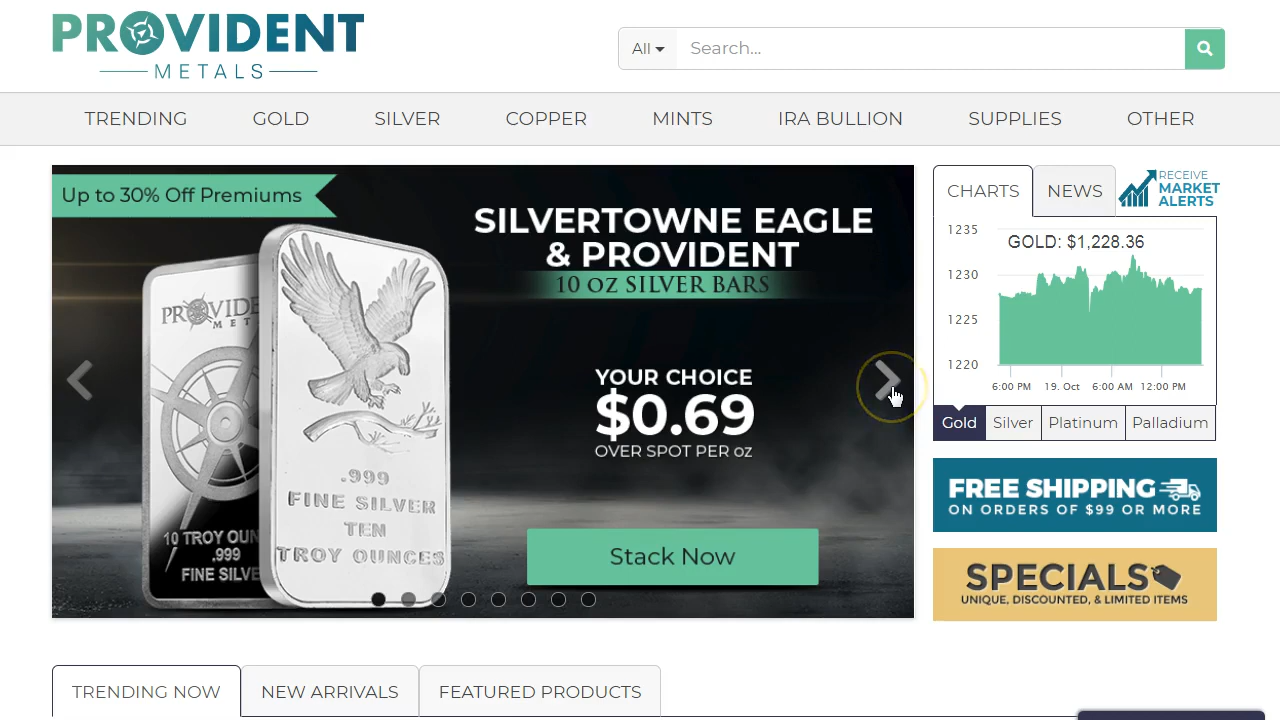 PROVIDENT
METALS
All
Search...
TRENDING
GOLD
SILVER
COPPER
MINTS
IRA BULLION
SUPPLIES
OTHER
Up to 30% Off Premiums
SILVERTOWNE EAGLE
& PROVIDENT
10 OZ SILVER BARS
YOUR CHOICE
$0.69
OVER SPOT PER oz
Stack Now
PROVIDE
MET
10 TROY OUN
.999
FINE SILVE
.999
FINE SILVER
TEN
TROY OUNCES
CHARTS
NEWS
RECEIVE
MARKET
ALERTS
GOLD: $1,228.36
1235
1230
1225
1220
6:00 PM
19. Oct
6:00 AM
12:00 PM
Gold
Silver
Platinum
Palladium
FREE SHIPPING
ON ORDERS OF $99 OR MORE
SPECIALS
UNIQUE, DISCOUNTED, & LIMITED ITEMS
TRENDING NOW
NEW ARRIVALS
FEATURED PRODUCTS